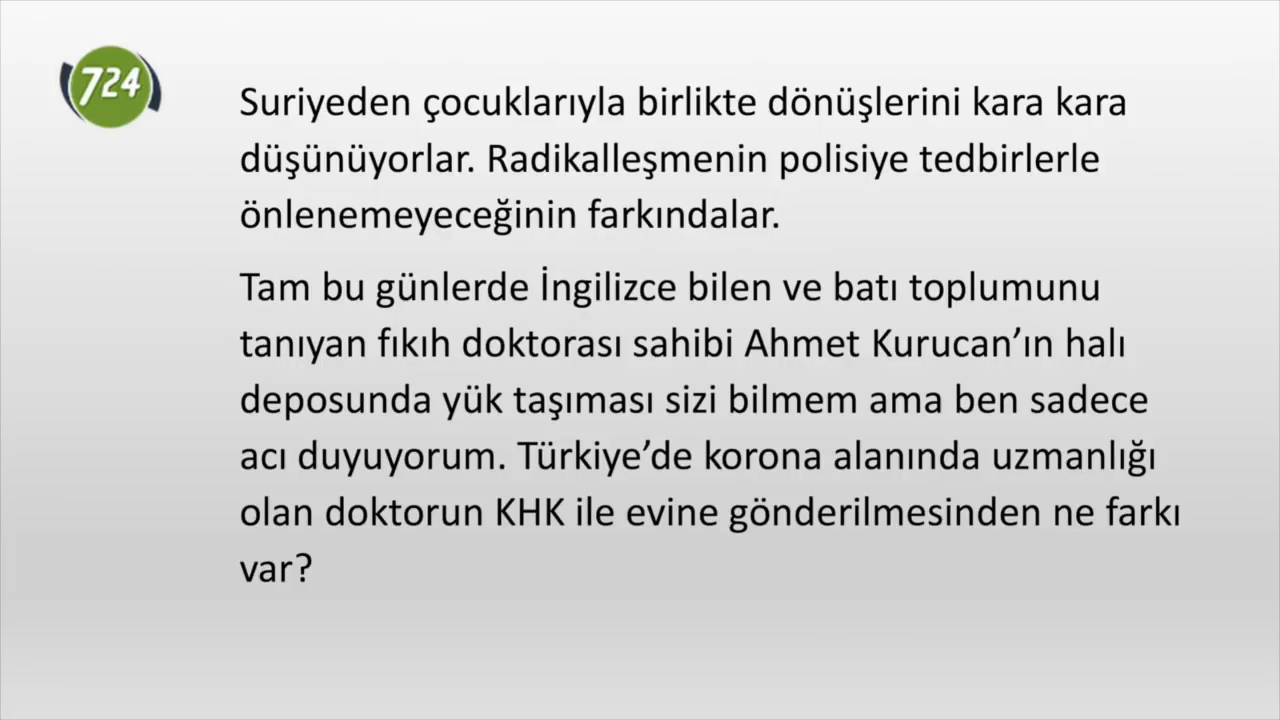 724
Suriyeden çocuklarıyla birlikte dönüşlerini kara kara
düşünüyorlar. Radikalleşmenin polisiye tedbirlerle
önlenemeyeceğinin farkındalar.
Tam bu günlerde İngilizce bilen ve batı toplumunu
tanıyan fıkıh doktorası sahibi Ahmet Kurucan’ın halı
deposunda yük taşıması sizi bilmem ama ben sadece
acı duyuyorum. Türkiye’de korona alanında uzmanlığı
olan doktorun KHK ile evine gönderilmesinden ne farkı
var?